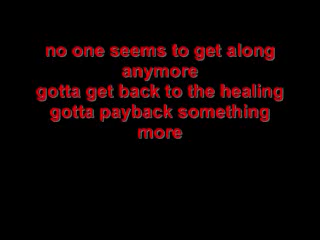 no one seems to get along
anymore
gotta get back to the healing
gotta payback something
more